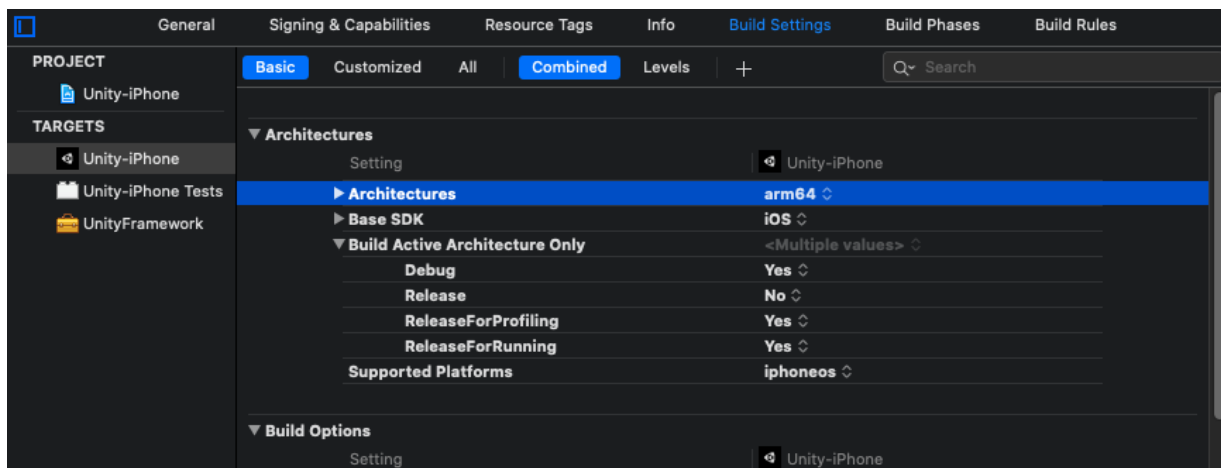 General Signing & Capabilities Resource Tags Info Build Settings Build Phases Build Rules
PROJECT
Unity-iPhone
TARGETS
Unity-iPhone
Unity-iPhone Tests
UnityFramework
Basic Customized All Combined Levels + Search
Architectures
Setting Unity-iPhone
Architectures arm64
Base SDK iOS
Build Active Architecture Only <Multiple values>
Debug Yes
Release No
ReleaseForProfiling Yes
ReleaseForRunning Yes
Supported Platforms iphoneos
Build Options
Setting Unity-iPhone